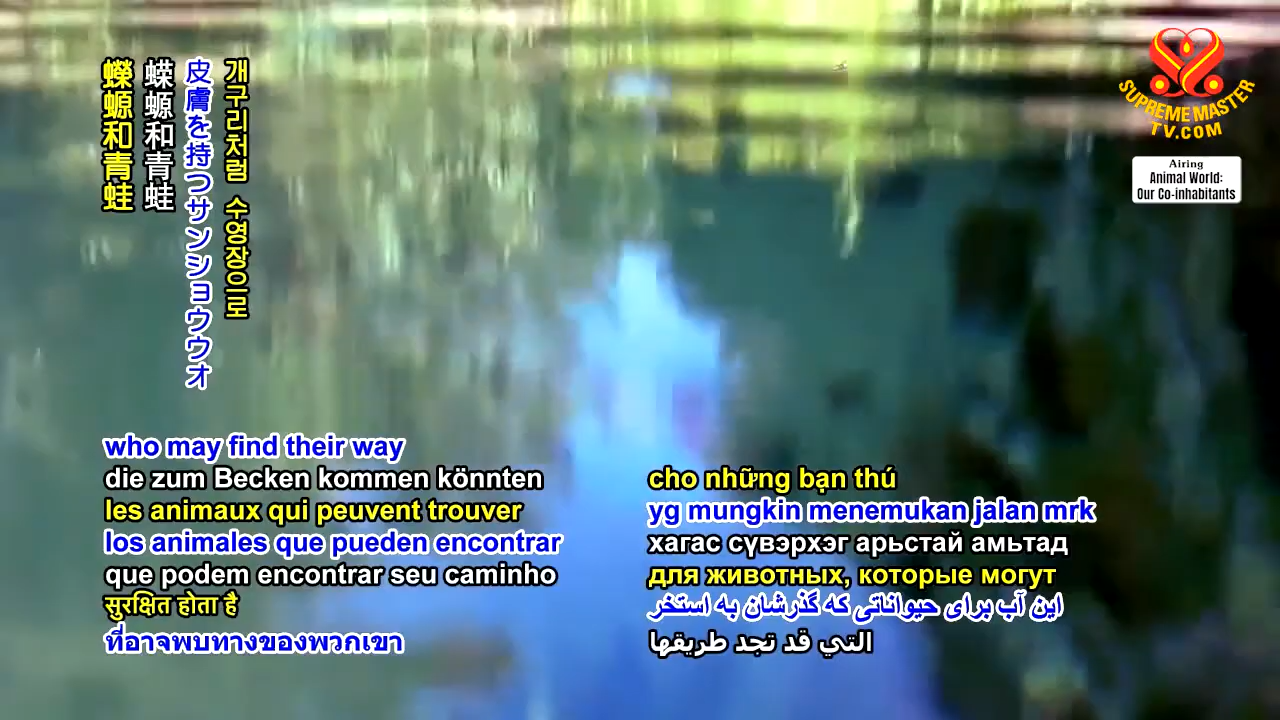 蠑螈和青蛙
蝾螈和青蛙
皮膚を持つサンショウウオ
개구리처럼 수영장으로
SUPREME MASTER
TV.COM
Airing
Animal World:
Our Co-inhabitants
who may find their way
die zum Becken kommen könnten
les animaux qui peuvent trouver
los animales que pueden encontrar
que podem encontrar seu caminho
सुरक्षित होता है
ที่อาจพบทางของพวกเขา
cho những bạn thú
yg mungkin menemukan jalan mrk
хагас сүвэрхэг арьстай амьтад
для животных, которые могут
این آب برای حیواناتی که گذرشان به استخر
التي قد تجد طريقها